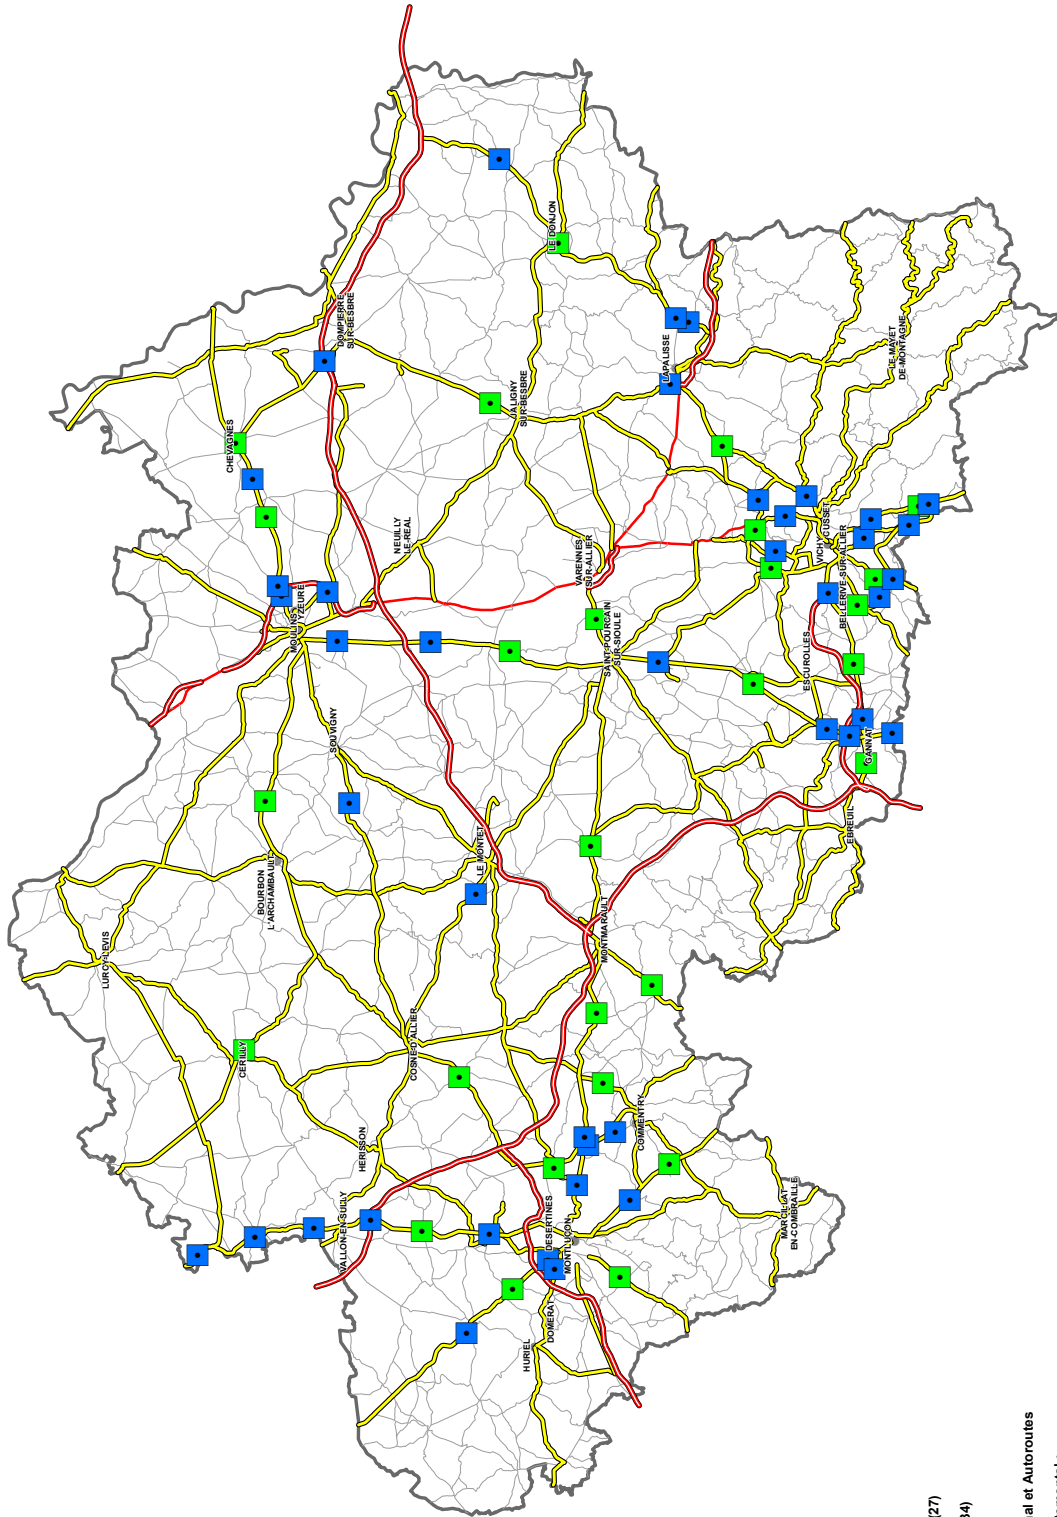 LURCY-LEVIS
CERILLY
BOURBON
L'ARCHAMBAULT
CHEVAGNES
MOULINS
YZEURE
SOUVIGNY
DOMPIERRE
SUR-BESBRE
HERISSON
VALLON-EN-SULLY
COSNE-D'ALLIER
LE MONTET
NEUILLY
LE-REAL
JALIGNY
SUR-BESBRE
LE DONJON
HURIEL
DOMERAT
DESERTINES
MONTLUCON
COMMENTRY
MONTMARAULT
SAINT-POURCAIN
SUR-SIOULE
VARENNES
SUR-ALLIER
LAPALISSE
MARCILLAT
EN-COMBRAILLE
EBREUIL
GANNAT
ESCUROLLES
BELLERIVE-SUR-ALLIER
VICHY
CUSSET
LE-MAYET
DE-MONTAGNE
(27)
34)
al et Autoroutes